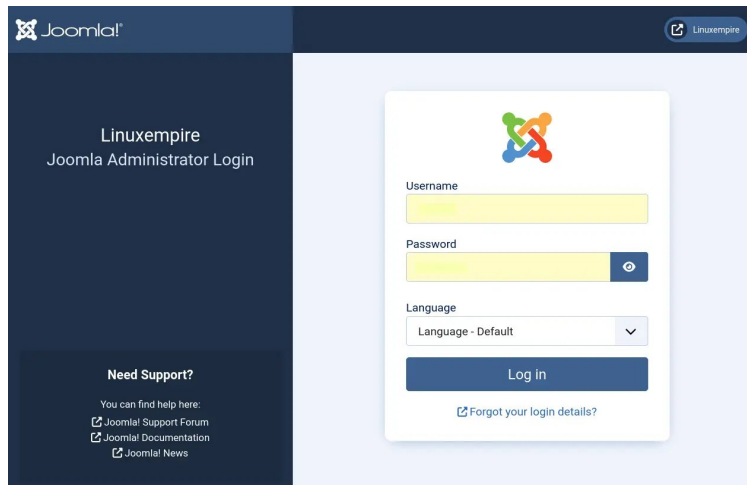 Joomla!
Linuxempire
Linuxempire
Joomla Administrator Login
Username
Password
Language
Language - Default
Log in
Forgot your login details?
Need Support?
You can find help here:
Joomla! Support Forum
Joomla! Documentation
Joomla! News